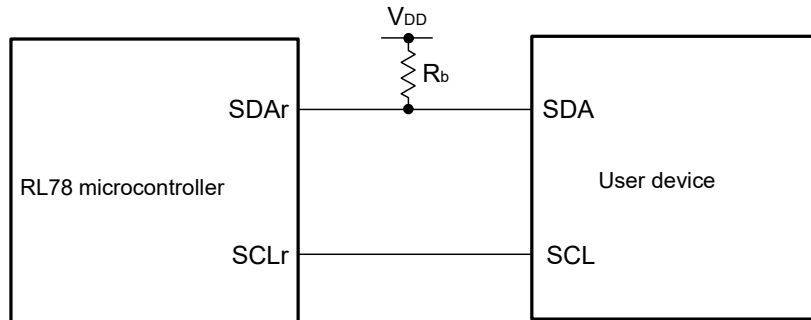 VDD
Rb
SDAr
SDA
RL78 microcontroller
User device
SCLr
SCL